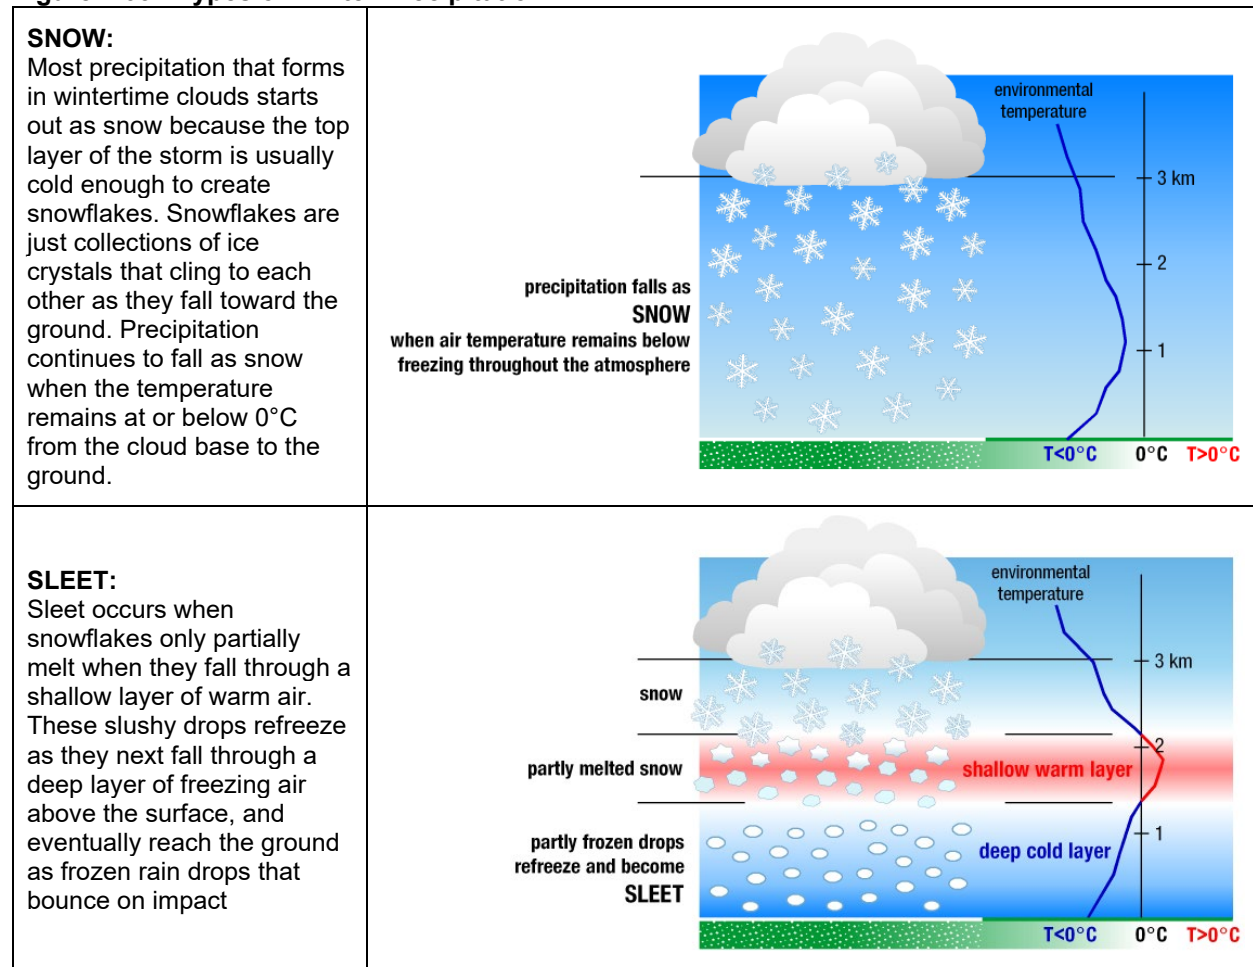 SNOW:
Most precipitation that forms
in wintertime clouds starts
out as snow because the top
layer of the storm is usually
cold enough to create
snowflakes. Snowflakes are
just collections of ice
crystals that cling to each
other as they fall toward the
ground. Precipitation
continues to fall as snow
when the temperature
remains at or below 0°C
from the cloud base to the
ground.
environmental
temperature
3 km
2
1
precipitation falls as
SNOW
when air temperature remains below
freezing throughout the atmosphere
T<0°C 0°C T>0°C
SLEET:
Sleet occurs when
snowflakes only partially
melt when they fall through a
shallow layer of warm air.
These slushy drops refreeze
as they next fall through a
deep layer of freezing air
above the surface, and
eventually reach the ground
as frozen rain drops that
bounce on impact
environmental
temperature
3 km
snow
2
partly melted snow
shallow warm layer
1
partly frozen drops
refreeze and become
SLEET
deep cold layer
T<0°C 0°C T>0°C